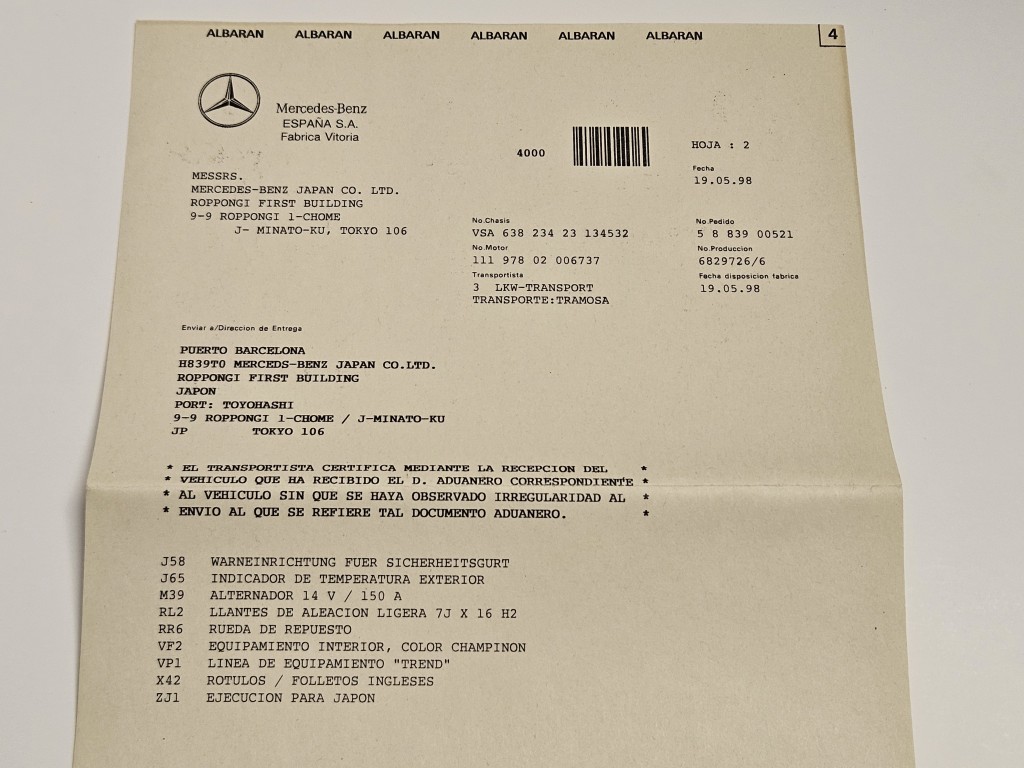 ALBARAN ALBARAN ALBARAN ALBARAN ALBARAN ALBARAN 4
Mercedes-Benz
ESPAÑA S.A.
Fabrica Vitoria
4000
HOJA : 2
Fecha
19.05.98
MESSRS.
MERCEDES-BENZ JAPAN CO. LTD.
ROPPONGI FIRST BUILDING
9-9 ROPPONGI 1-CHOME
J- MINATO-KU, TOKYO 106
No.Chasis
VSA 638 234 23 134532
No.Motor
111 978 02 006737
Transportista
3 LKW-TRANSPORT
TRANSPORTE:TRAMOSA
No.Pedido
5 8 839 00521
No.Produccion
6829726/6
Fecha disposicion fabrica
19.05.98
Enviar a/Direccion de Entrega
PUERTO BARCELONA
H839T0 MERCEDS-BENZ JAPAN CO.LTD.
ROPPONGI FIRST BUILDING
JAPON
PORT: TOYOHASHI
9-9 ROPPONGI 1-CHOME / J-MINATO-KU
JP TOKYO 106
* EL TRANSPORTISTA CERTIFICA MEDIANTE LA RECEPCION DEL *
* VEHICULO QUE HA RECIBIDO EL D. ADUANERO CORRESPONDIENTE *
* AL VEHICULO SIN QUE SE HAYA OBSERVADO IRREGULARIDAD AL *
* ENVIO AL QUE SE REFIERE TAL DOCUMENTO ADUANERO. *
J58 WARNEINRICHTUNG FUER SICHERHEITSGURT
J65 INDICADOR DE TEMPERATURA EXTERIOR
M39 ALTERNADOR 14 V / 150 A
RL2 LLANTES DE ALEACION LIGERA 7J X 16 H2
RR6 RUEDA DE REPUESTO
VF2 EQUIPAMIENTO INTERIOR, COLOR CHAMPINON
VP1 LINEA DE EQUIPAMIENTO "TREND"
X42 ROTULOS / FOLLETOS INGLESES
ZJ1 EJECUCION PARA JAPON